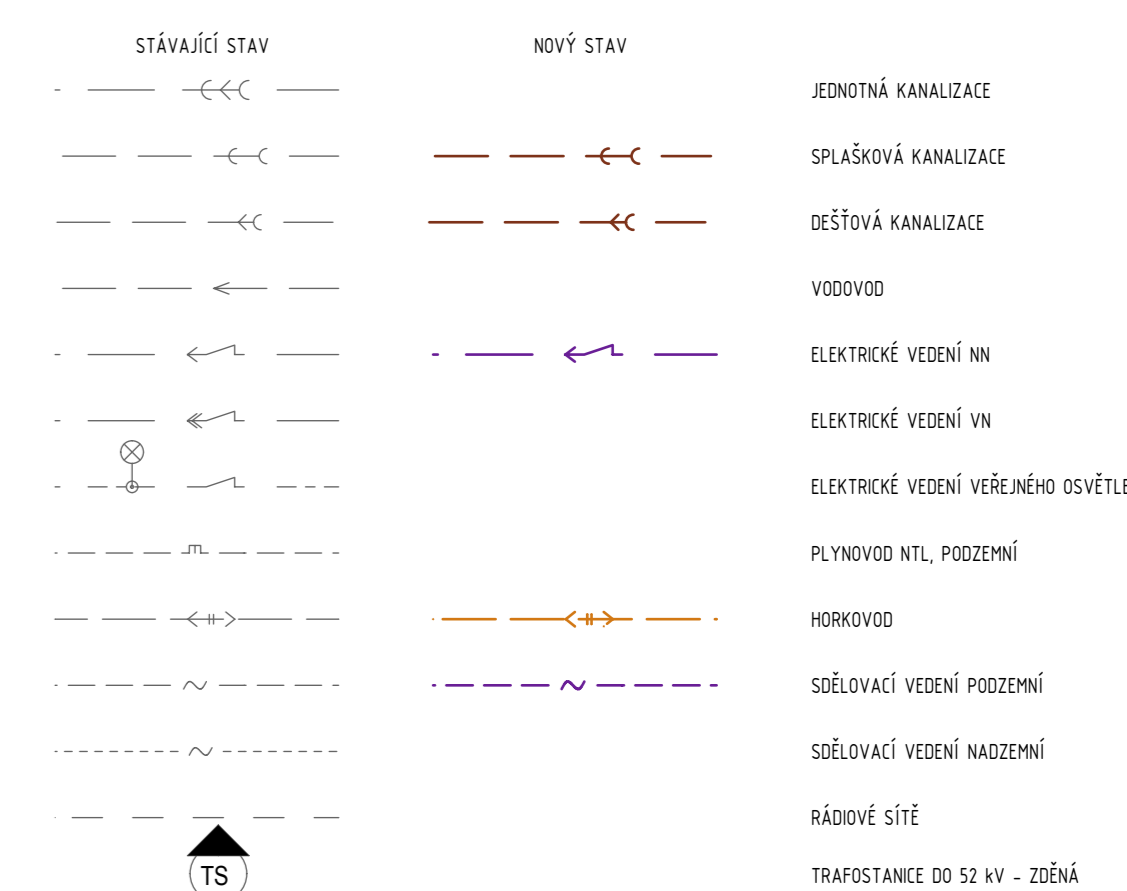 STÁVAJÍCÍ STAV NOVÝ STAV
JEDNOTNÁ KANALIZACE
SPLAŠKOVÁ KANALIZACE
DEŠŤOVÁ KANALIZACE
VODOVOD
ELEKTRICKÉ VEDENÍ NN
ELEKTRICKÉ VEDENÍ VN
ELEKTRICKÉ VEDENÍ VEŘEJNÉHO
PLYNOVOD NTL, PODZEMNÍ
HORKOVOD
SDĚLOVACÍ VEDENÍ PODZEMNÍ
SDĚLOVACÍ VEDENÍ NADZEMNÍ
RÁDIOVÉ SÍTĚ
TS TRAFOSTANICE DO 52 kV - ZDĚNÁ